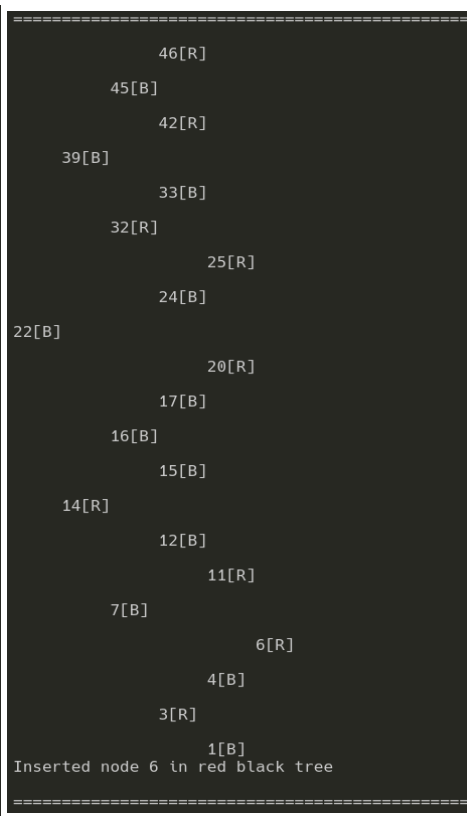 ================================================
46[R]
45[B]
42[R]
39[B]
33[B]
32[R]
25[R]
24[B]
22[B]
20[R]
17[B]
16[B]
15[B]
14[R]
12[B]
11[R]
7[B]
6[R]
4[B]
3[R]
1[B]
Inserted node 6 in red black tree
================================================